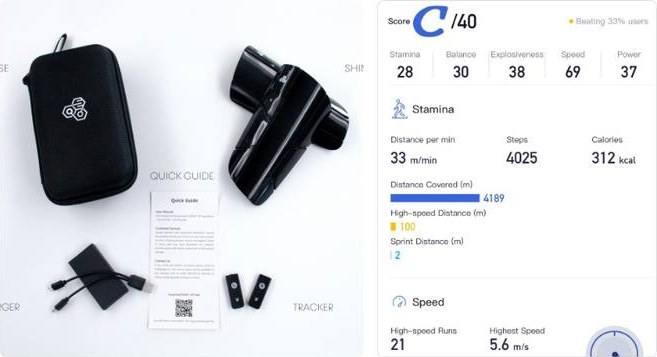 SE
SHIN
QUICK GUIDE
Quick Guide
RGER
TRACKER
Score C /40
Beating 33% users
Stamina Balance Explosiveness Speed Power
28 30 38 69 37
Stamina
Distance per min Steps Calories
33 m/min 4025 312 kcal
Distance Covered (m)
4189
High-speed Distance (m)
100
Sprint Distance (m)
2
Speed
High-speed Runs Highest Speed
21 5.6 m/s